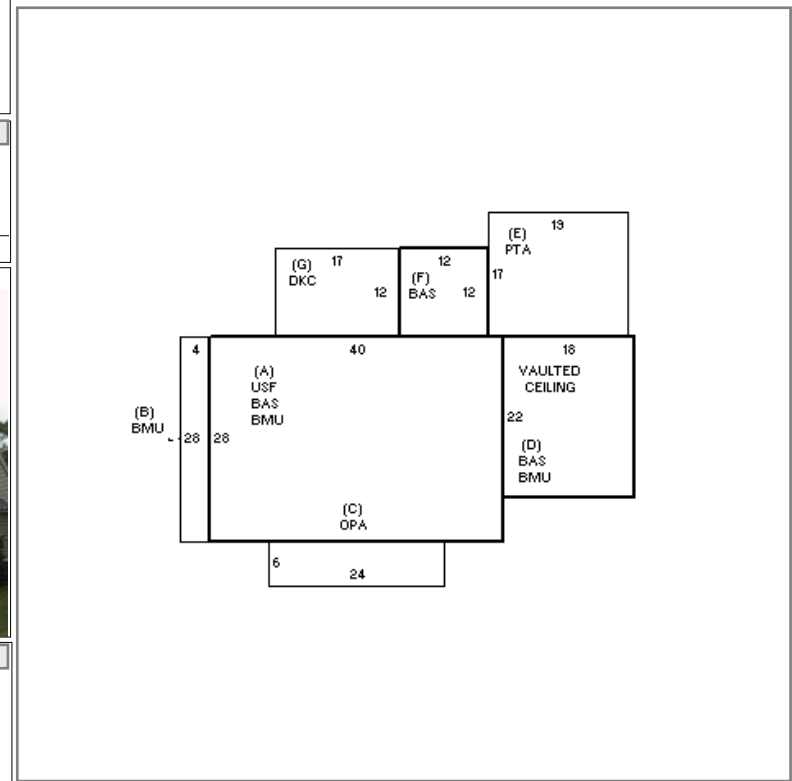 19
(E)
PTA
17
(G)
DKC
17
12
12
(F)
BAS
12
4
40
18
(A)
USF
BAS
BMU
VAULTED
CEILING
(B)
BMU
28
28
22
(D)
BAS
BMU
(C)
OPA
6
24